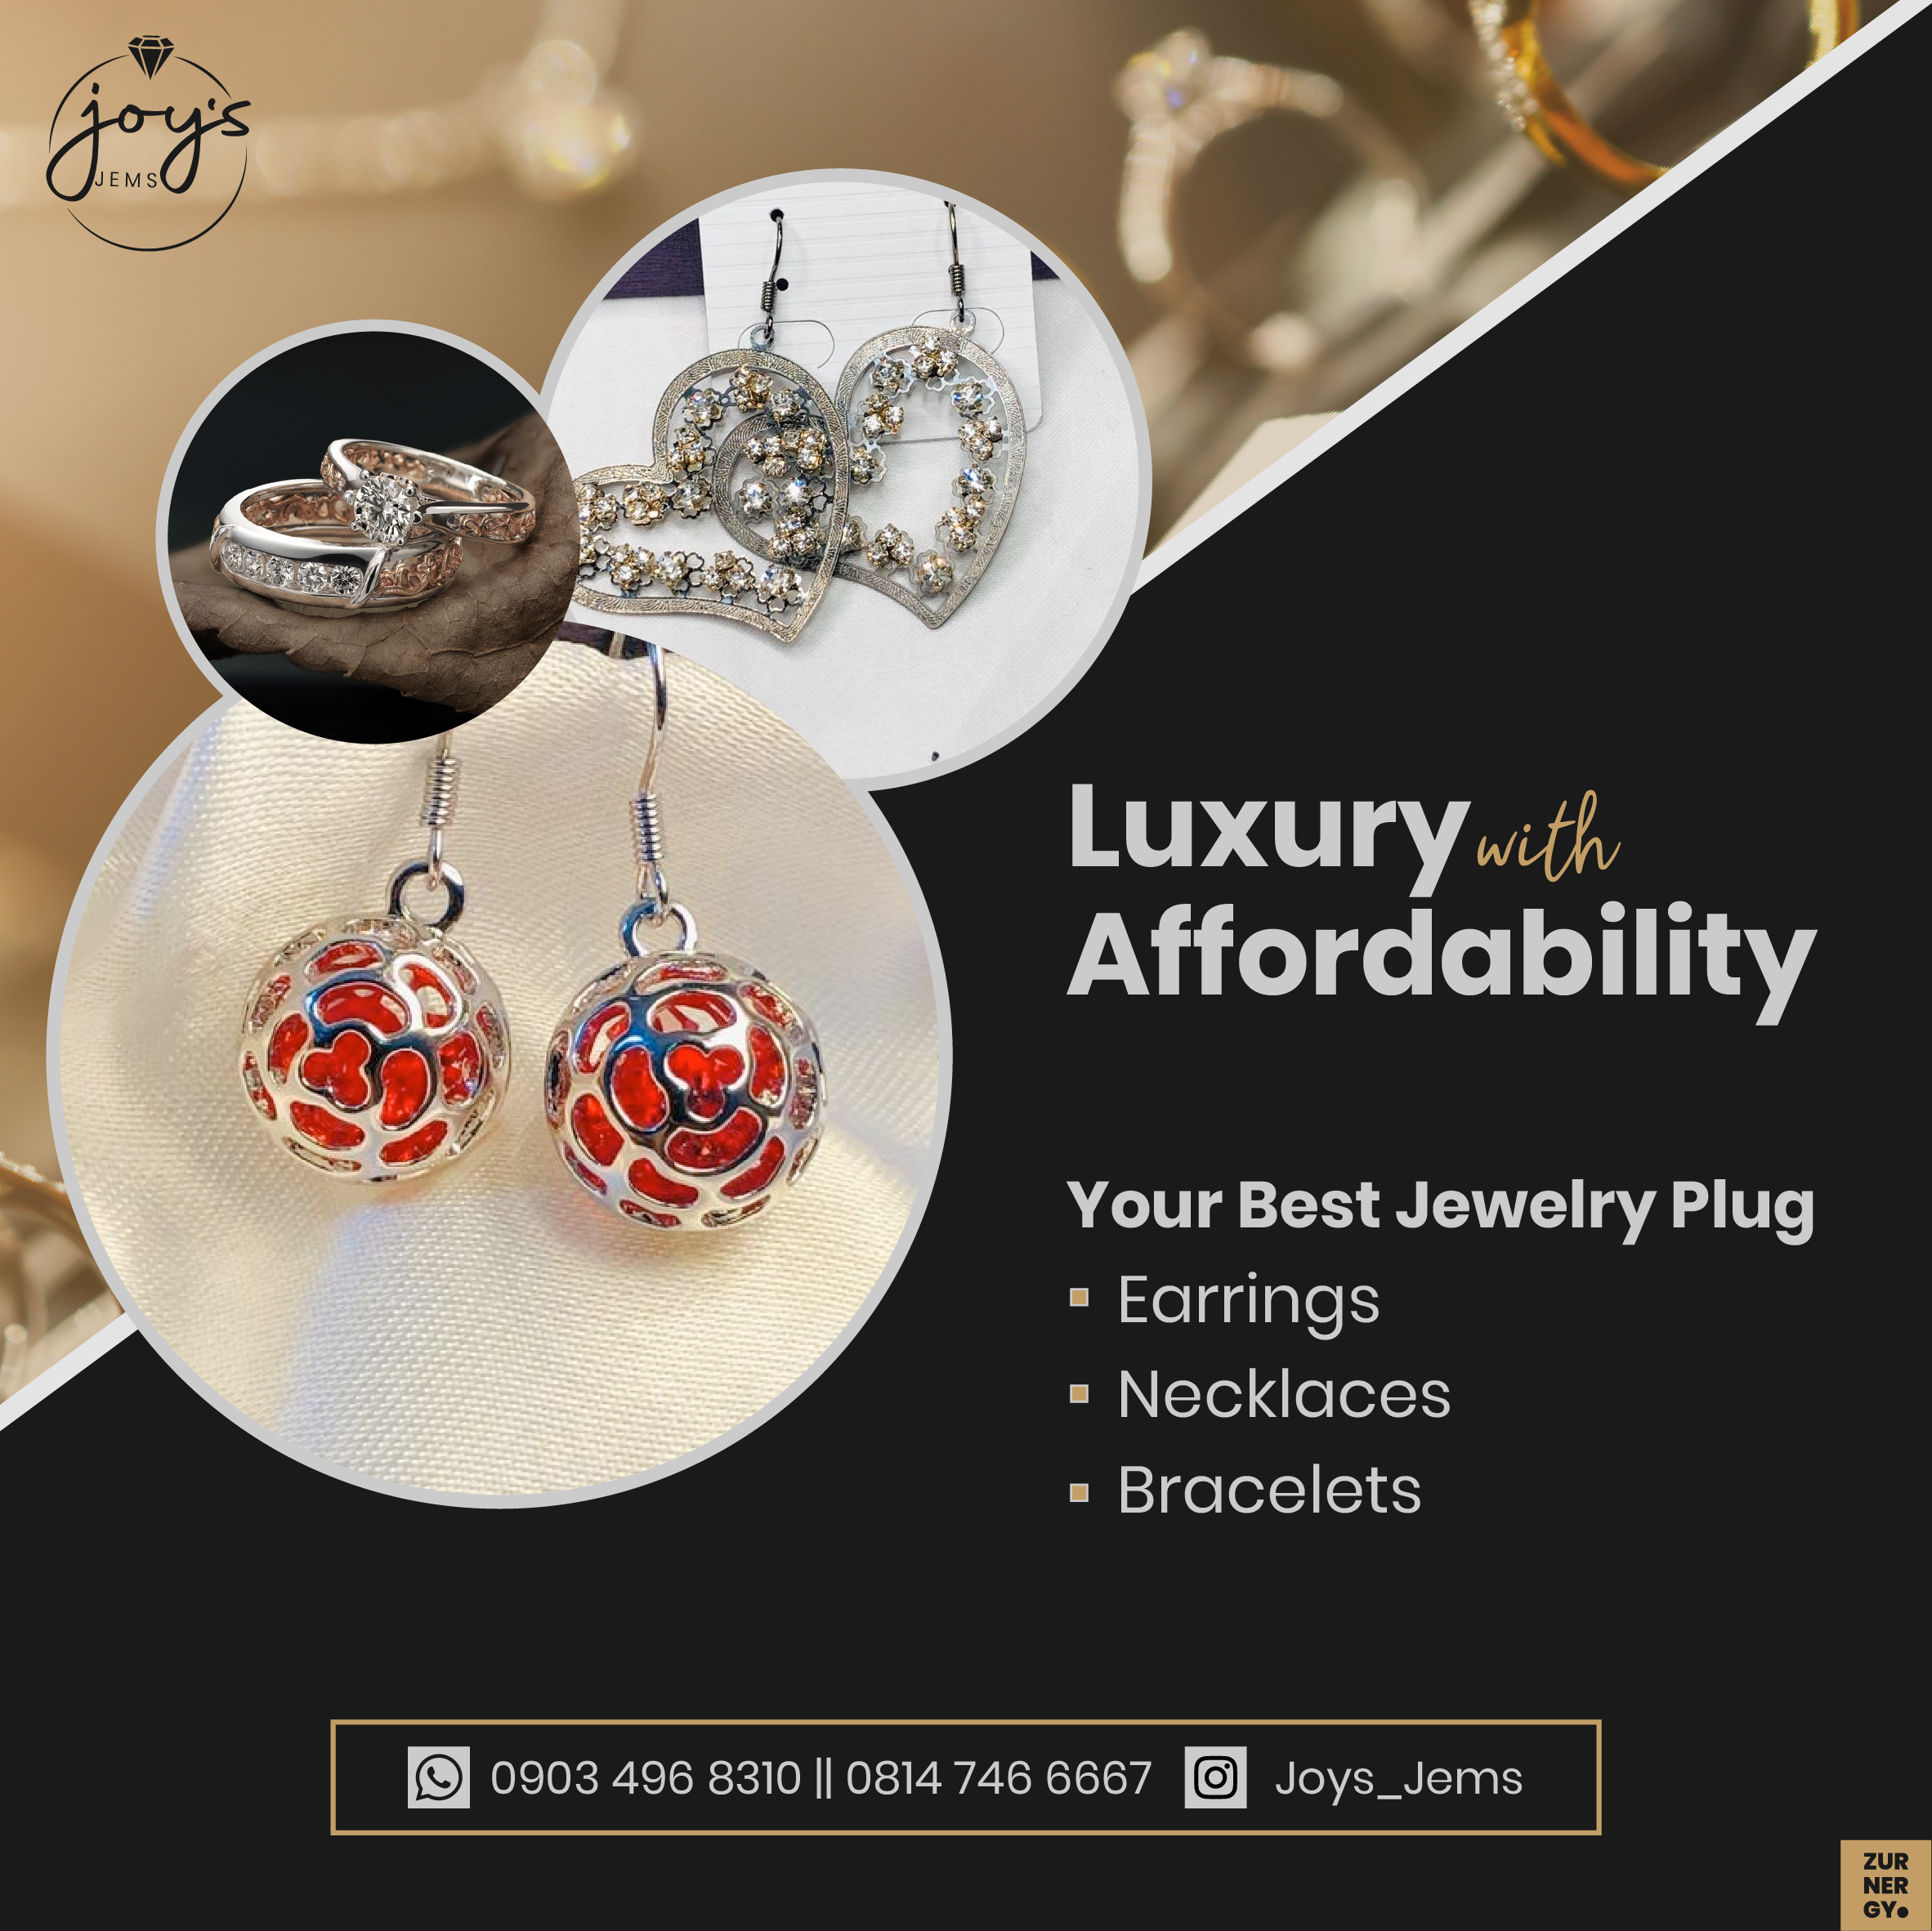 joy's
JEMS
Luxury with
Affordability
Your Best Jewelry Plug
Earrings
Necklaces
Bracelets
0903 496 8310 || 0814 746 6667 Joys_Jems
ZUR
NER
GY.